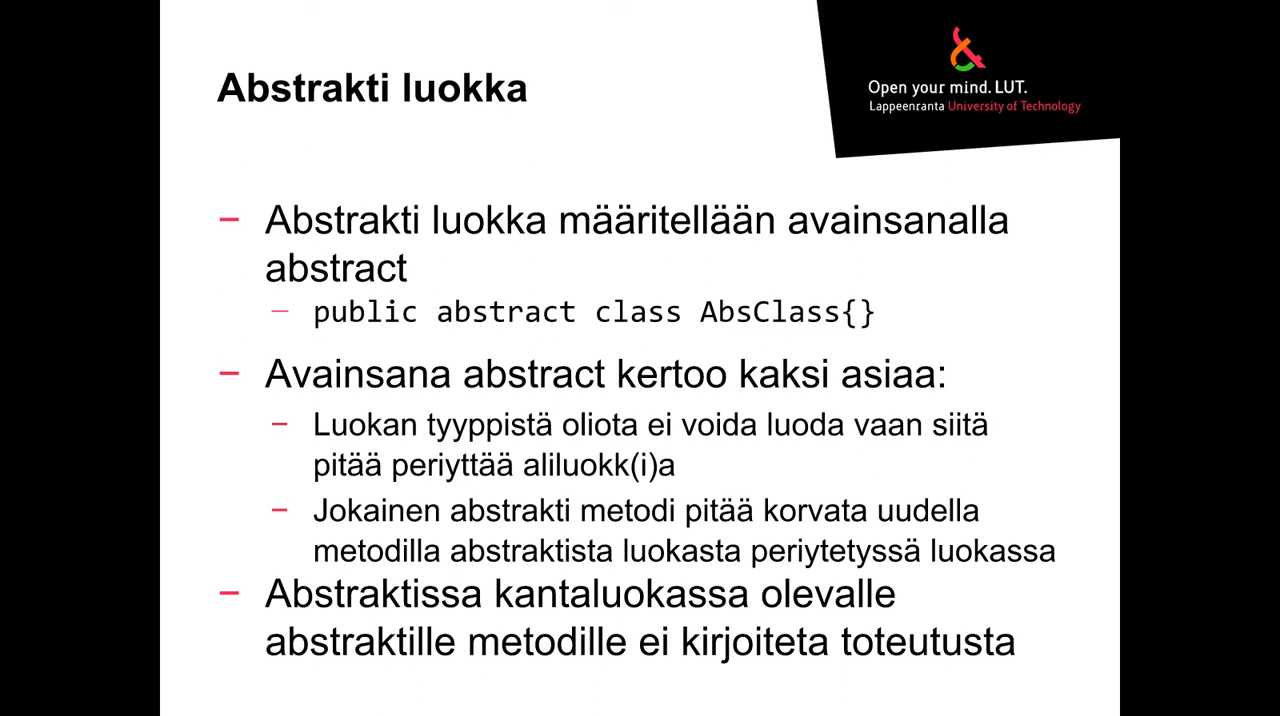 Abstrakti luokka
Open your mind. LUT.
Lappeenranta University of Technology
− Abstrakti luokka määritellään avainsanalla
abstract
− public abstract class AbsClass{}
− Avainsana abstract kertoo kaksi asiaa:
− Luokan tyyppistä oliota ei voida luoda vaan siitä
pitää periyttää aliluokk(i)a
− Jokainen abstrakti metodi pitää korvata uudella
metodilla abstraktista luokasta periytetyssä luokassa
− Abstraktissa kantaluokassa olevalle
abstraktille metodille ei kirjoiteta toteutusta